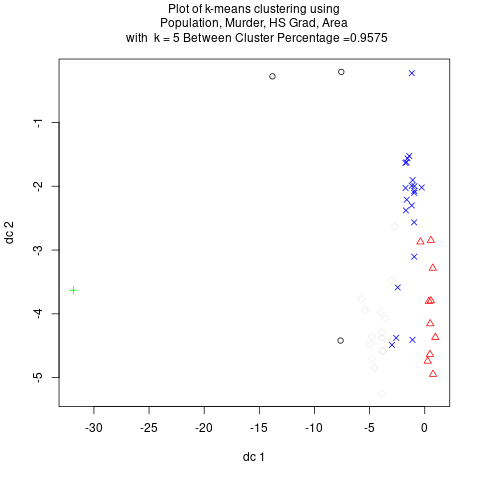 Plot of k-means clustering using
Population, Murder, HS Grad, Area
with k = 5 Between Cluster Percentage =0.9575
-1
-2
-3
-4
-5
dc 2
-30 -25 -20 -15 -10 -5 0
dc 1